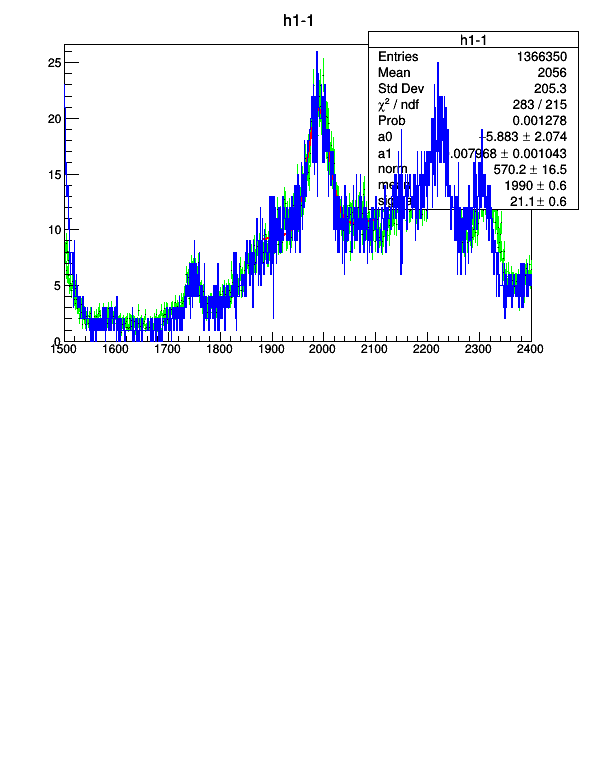 h1-1
h1-1
Entries 1366350
Mean 2056
Std Dev 205.3
χ² / ndf 283 / 215
Prob 0.001278
a0 -5.883 ± 2.074
a1 .007968 ± 0.001043
norm 570.2 ± 16.5
1990 ± 0.6
21.1 ± 0.6
25
20
15
10
5
0
1500 1600 1700 1800 1900 2000 2100 2200 2300 2400